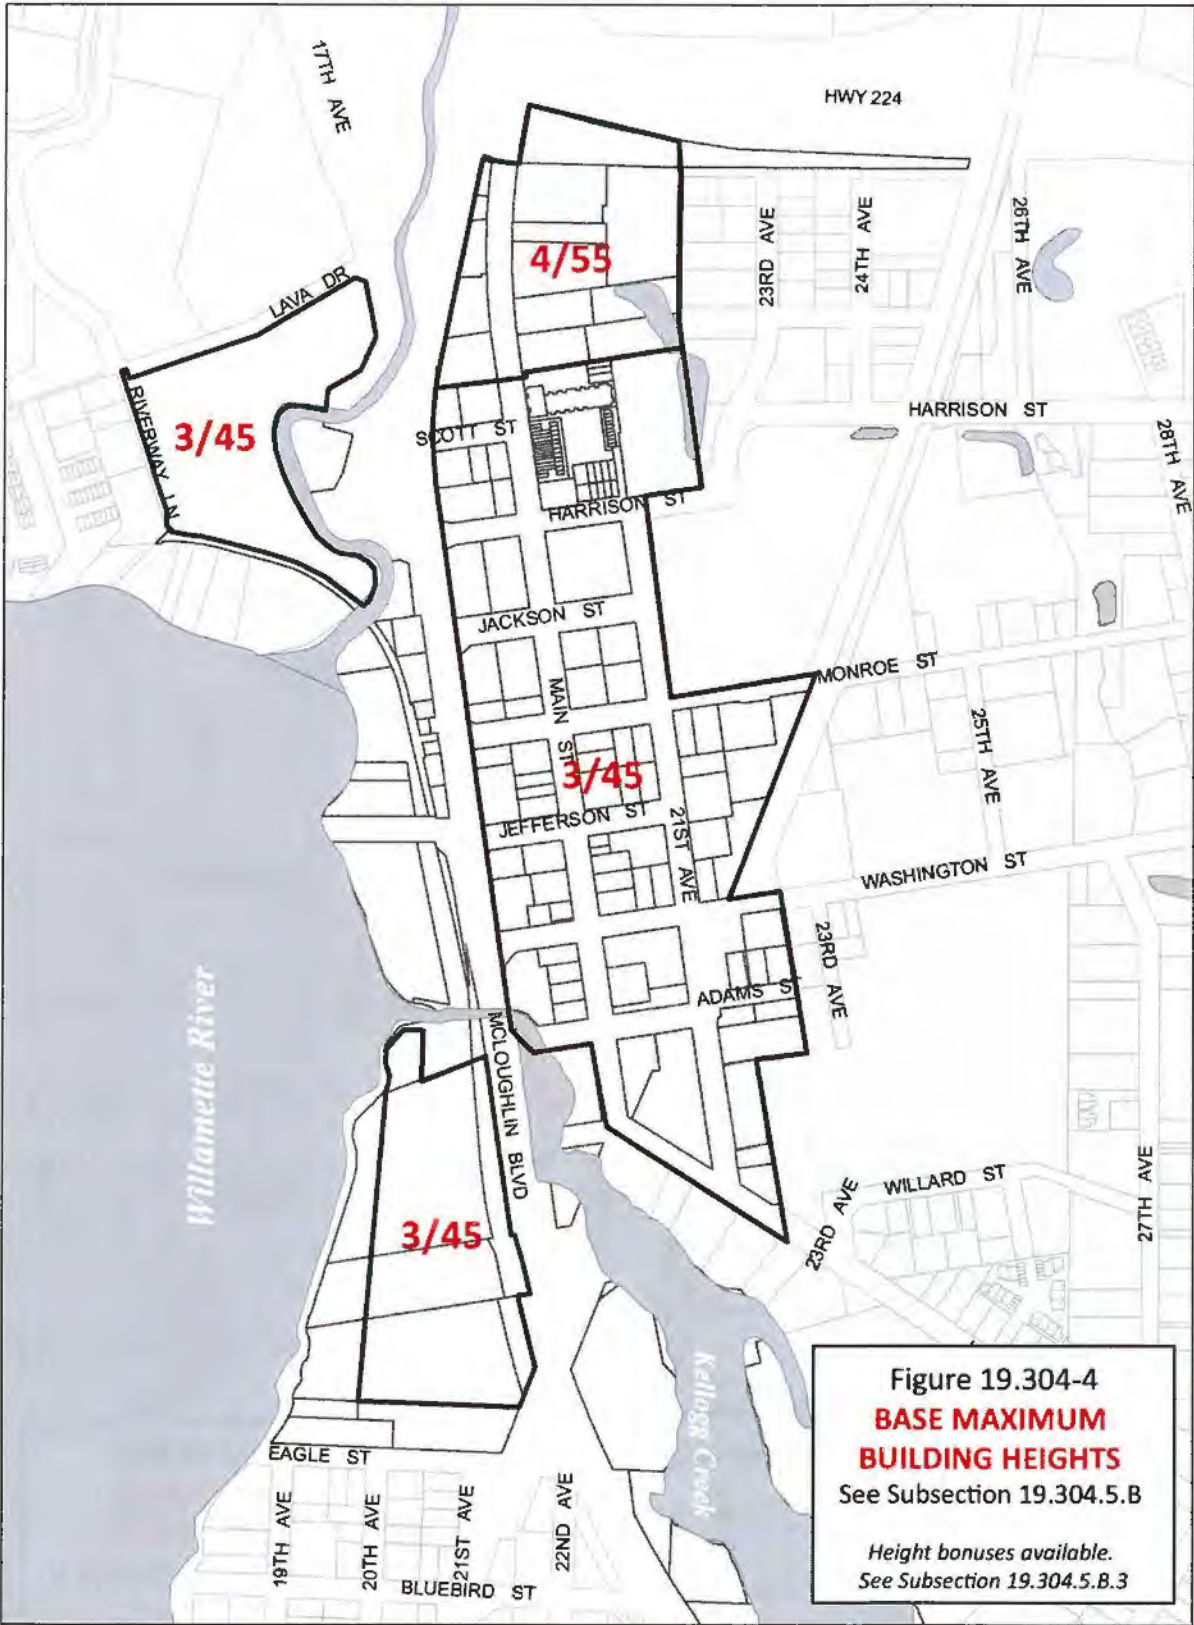 17TH AVE
HWY 224
26TH AVE
23RD AVE
24TH AVE
4/55
LAVA DR
RIVERWAY LN
3/45
SCOTT ST
HARRISON ST
28TH AVE
HARRISON ST
JACKSON ST
MONROE ST
MAIN ST
25TH AVE
3/45
JEFFERSON ST
21ST AVE
WASHINGTON ST
23RD AVE
Willamette River
ADAMS ST
MCLOUGHLIN BLVD
27TH AVE
WILLARD ST
23RD AVE
3/45
Kellogg Creek
EAGLE ST
19TH AVE
20TH AVE
21ST AVE
22ND AVE
BLUEBIRD ST
Figure 19.304-4
BASE MAXIMUM
BUILDING HEIGHTS
See Subsection 19.304.5.B
Height bonuses available.
See Subsection 19.304.5.B.3